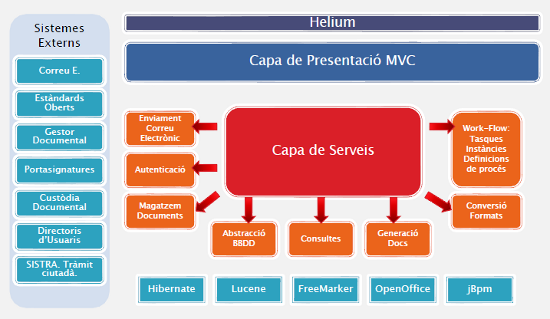 Sistemes
Externs
Correu E.
Estàndards
Oberts
Gestor
Documental
Portasignatures
Custòdia
Documental
Directoris
d'Usuaris
SISTRA, Tràmit
ciutadà.
Helium
Capa de Presentació MVC
Enviament
Correu
Electrònic
Autenticació
Magatzem
Documents
Capa de Serveis
Work-Flow:
Tasques
Instàncies
Definicions
de procés
Conversió
Formats
Abstracció
BBDD
Consultes
Generació
Docs
Hibernate
Lucene
FreeMarker
OpenOffice
jBpm